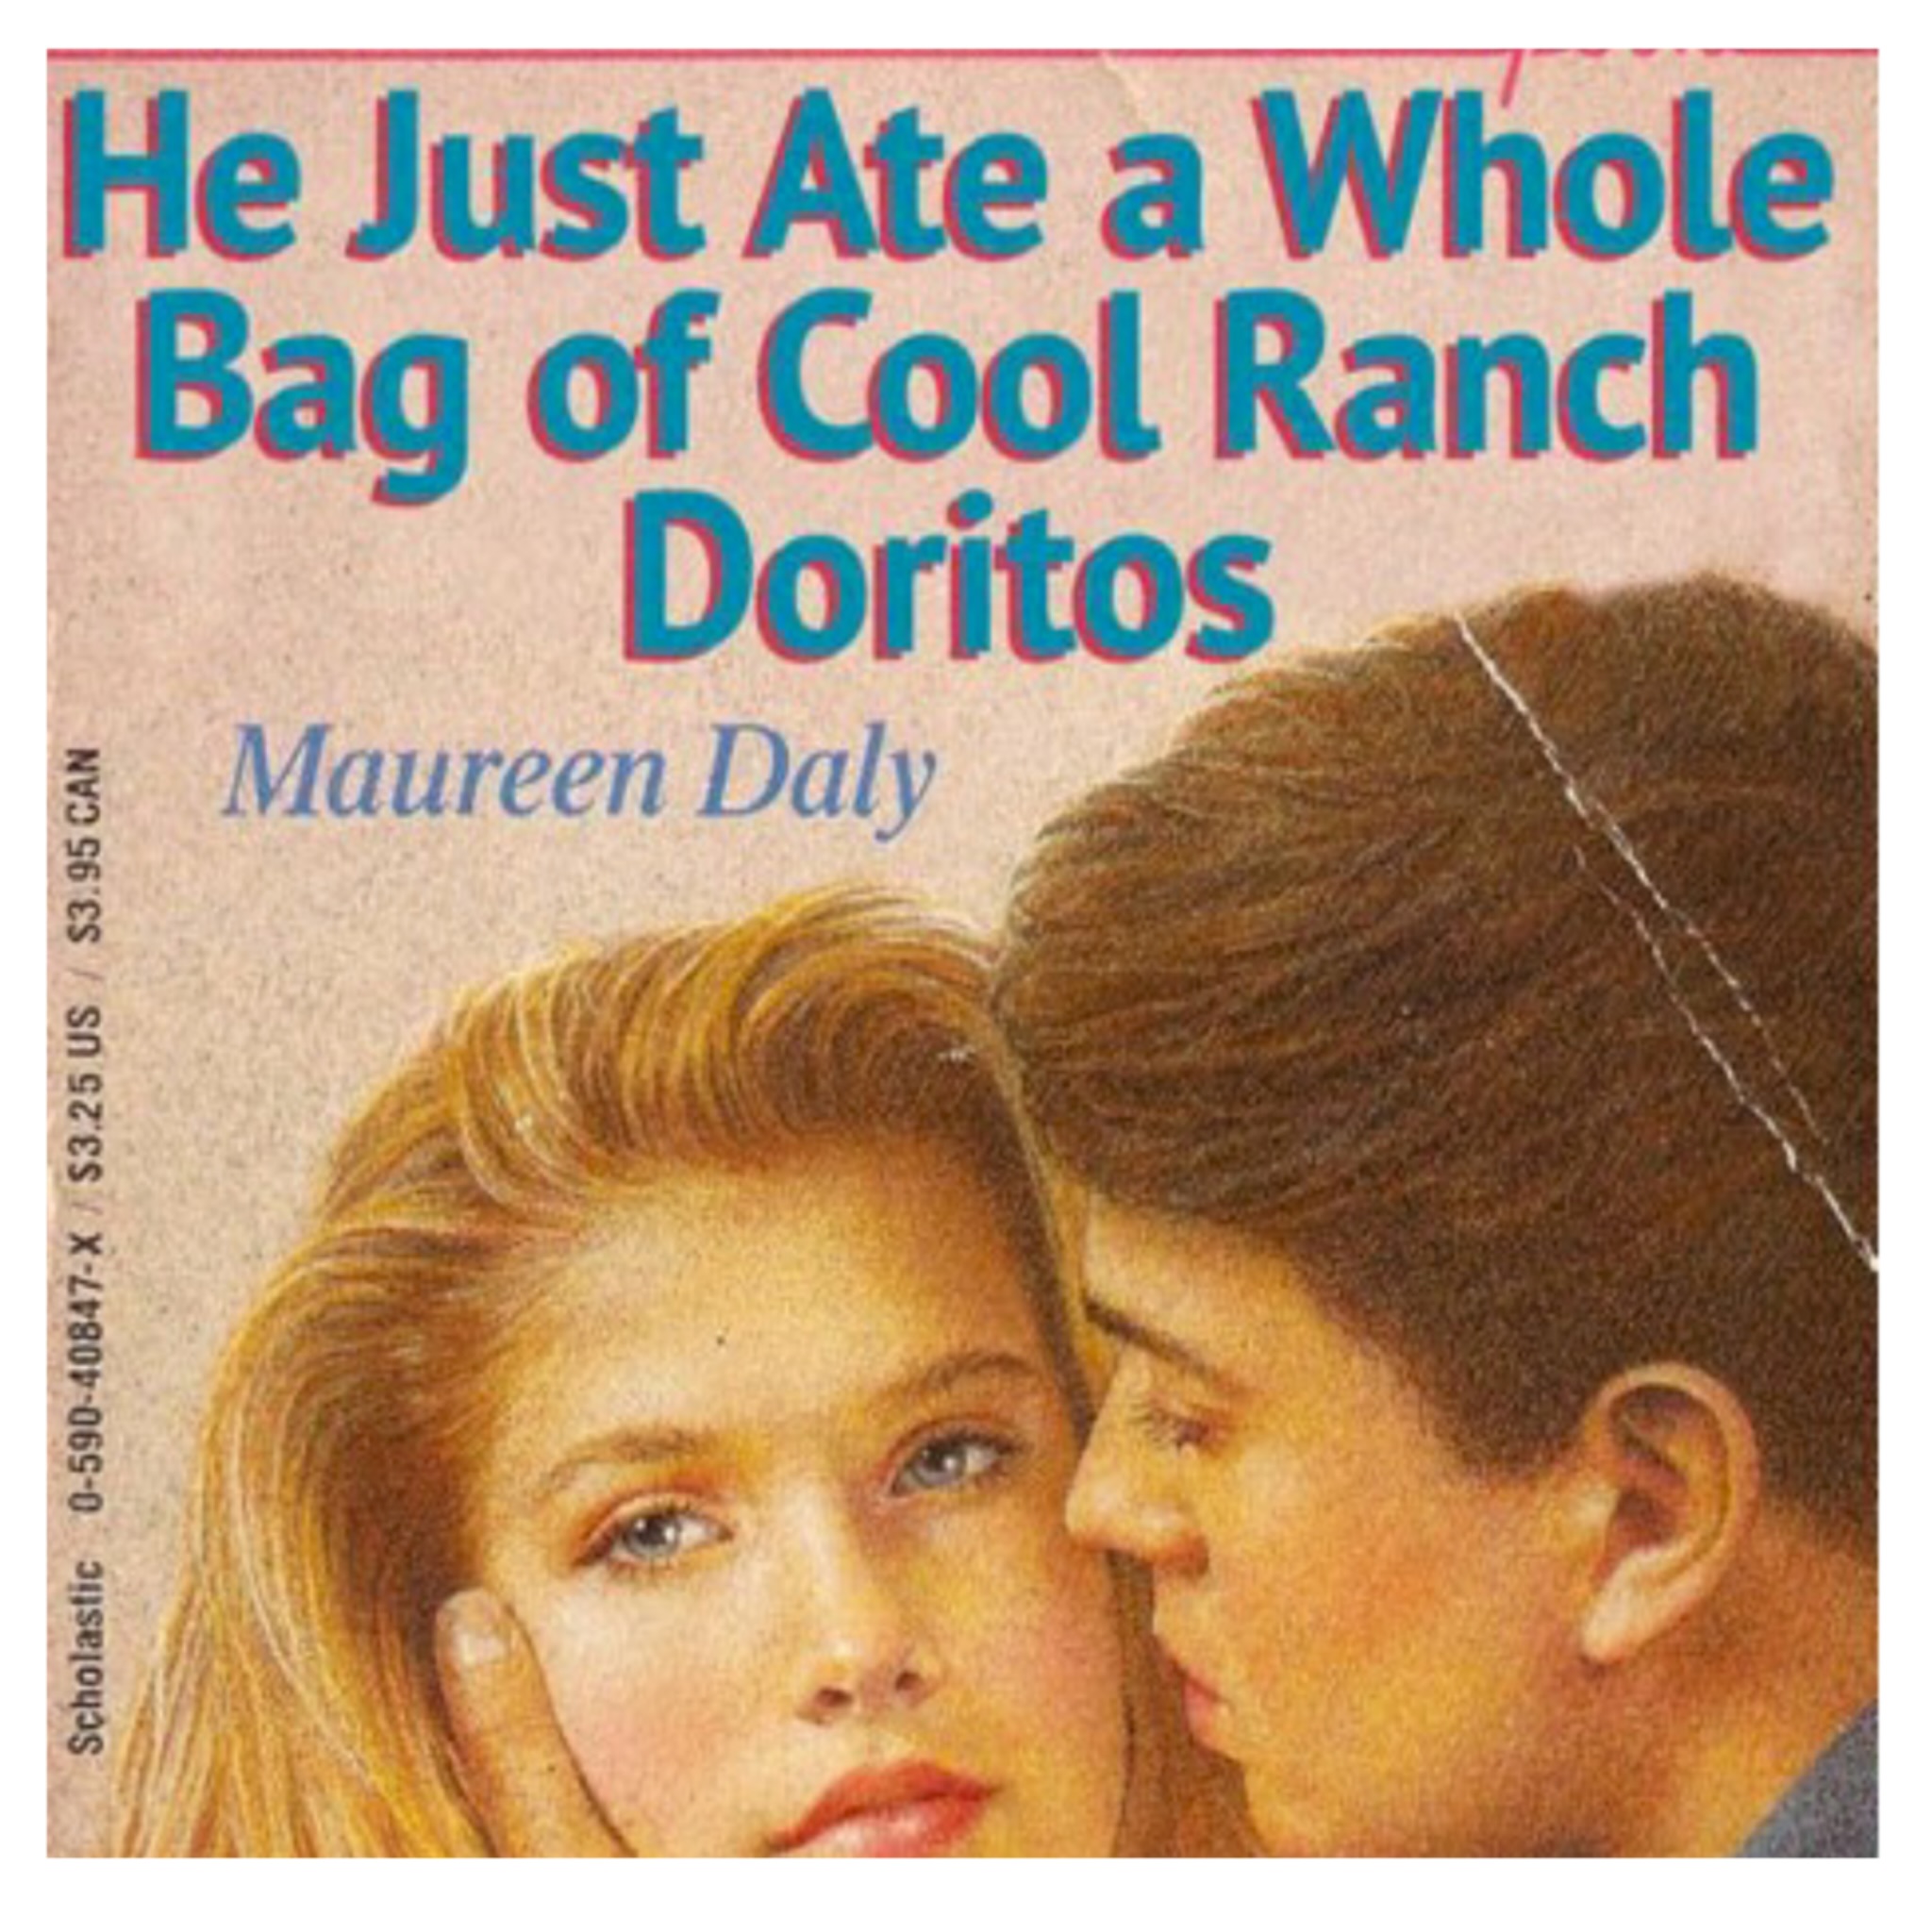 He Just Ate a Whole
Bag of Cool Ranch
Doritos
Maureen Daly
Scholastic 0-590-40847-X / $3.25 US / $3.95 CAN